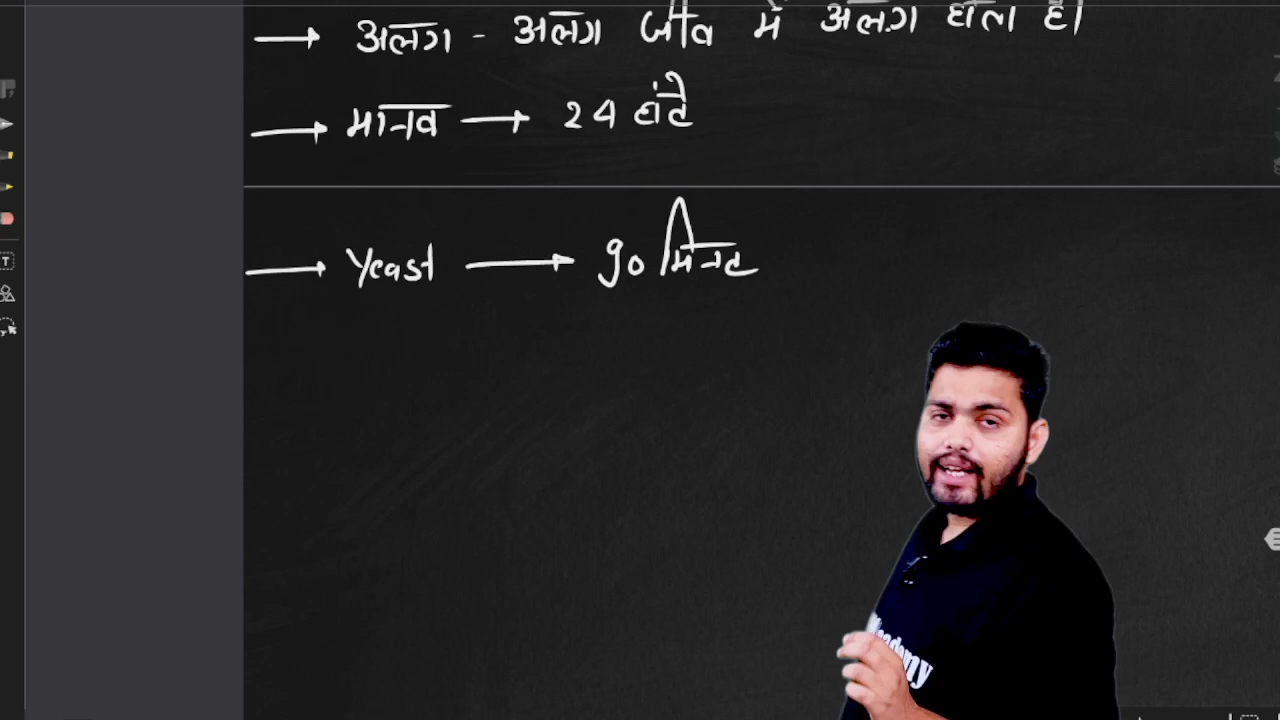 → अलग - अलग जीव में अलग होता है।
→ मानव → 24 घंटे
→ Yeast → 90 मिनट